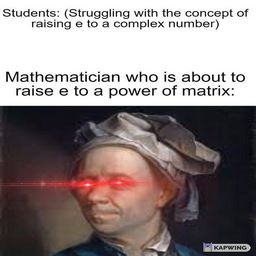 Students: (Struggling with the concept of
raising e to a complex number)
Mathematician who is about to
raise e to a power of matrix:
KAPWING